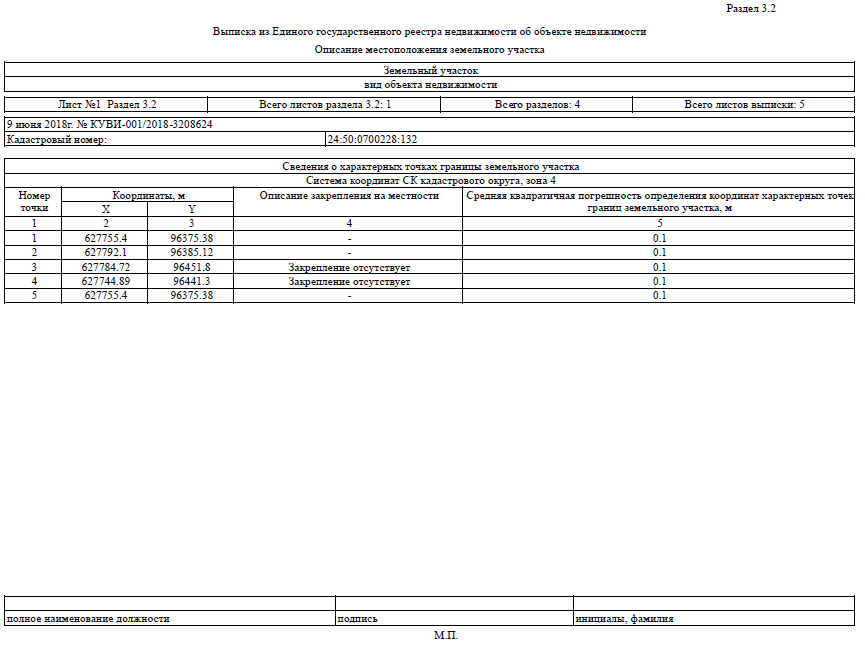 Раздел 3.2
Выписка из Единого государственного реестра недвижимости об объекте недвижимости
Описание местоположения земельного участка
Земельный участок
вид объекта недвижимости
Лист №1 Раздел 3.2 Всего листов раздела 3.2: 1 Всего разделов: 4 Всего листов выписки: 5
9 июня 2018г. № КУВИ-001/2018-3208624
Кадастровый номер: 24:50:0700228:132
Сведения о характерных точках границы земельного участка
Система координат СК кадастрового округа, зона 4
Номер точки Координаты, м Описание закрепления на местности Средняя квадратичная погрешность определения координат характерных точек границ земельного участка, м
X Y
1 2 3 4 5
1 627755.4 96375.38 - 0.1
2 627792.1 96385.12 - 0.1
3 627784.72 96451.8 Закрепление отсутствует 0.1
4 627744.89 96441.3 Закрепление отсутствует 0.1
5 627755.4 96375.38 - 0.1
полное наименование должности подпись инициалы, фамилия
М.П.